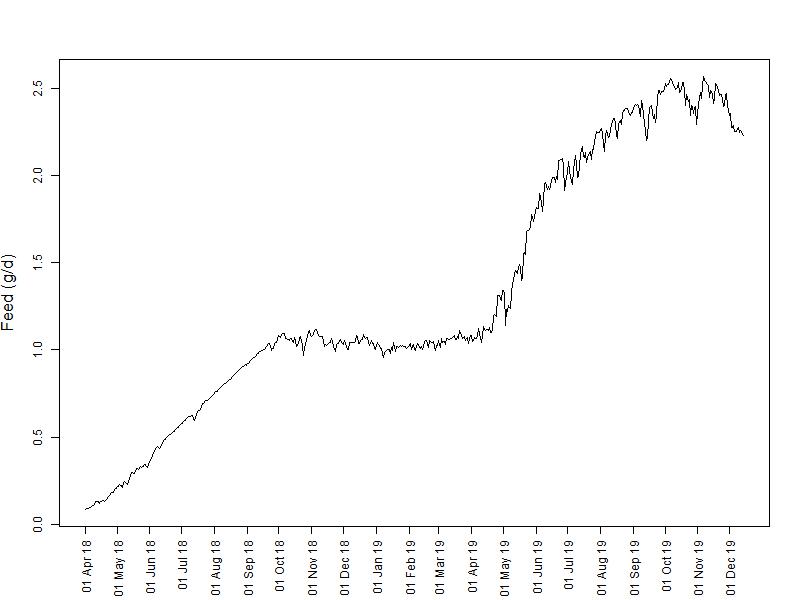 Feed (g/d)
2.5
2.0
1.5
1.0
0.5
0.0
01 Apr 18
01 May 18
01 Jun 18
01 Jul 18
01 Aug 18
01 Sep 18
01 Oct 18
01 Nov 18
01 Dec 18
01 Jan 19
01 Feb 19
01 Mar 19
01 Apr 19
01 May 19
01 Jun 19
01 Jul 19
01 Aug 19
01 Sep 19
01 Oct 19
01 Nov 19
01 Dec 19